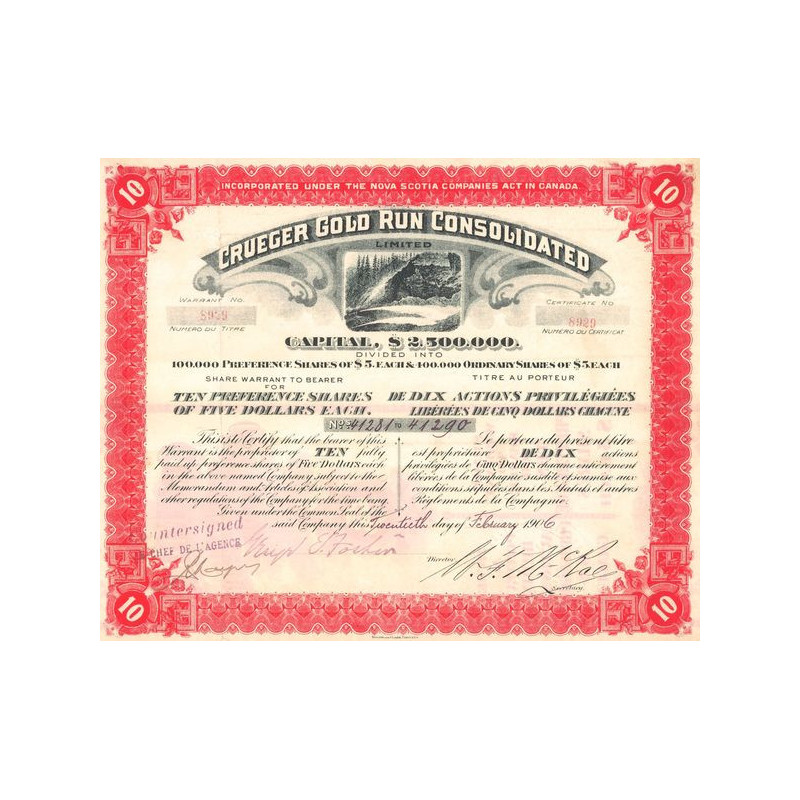 INCORPORATED UNDER THE NOVA SCOTIA COMPANIES ACT IN CANADA.
10
10
CRUEGER GOLD RUN CONSOLIDATED
LIMITED
WARRANT No.
8929
NUMERO DU TITRE
CERTIFICATE No
8929
NUMERO DU CERTIFICAT
CAPITAL, $ 2.500.000.
DIVIDED INTO
100.000 PREFERENCE SHARES OF $ 5. EACH & 400.000 ORDINARY SHARES OF $ 5. EACH
SHARE WARRANT TO BEARER
FOR
TEN PREFERENCE SHARES
OF FIVE DOLLARS EACH.
TITRE AU PORTEUR
DE DIX ACTIONS PRIVILÉGIÉES
LIBÉRÉES DE CINQ DOLLARS CHACUNE
Nos 41281 to 41290
This is to Certify that the bearer of this
Warrant is the proprietor of TEN fully
paid up preference shares of Five Dollars each
in the above named Company subject to the
Memorandum and Articles of Association and
other regulations of the Company for the time being.
Le porteur du présent titre
est propriétaire DE DIX actions
privilégiées de Cinq Dollars chacune entièrement
libérées de la Compagnie susdite et soumise aux
conditions stipulées dans les Statuts et autres
Règlements de la Compagnie.
Given under the Common Seal of the
said Company this Twentieth day of February 1906
untersigned
CHEF DE L'AGENCE
Director
W. F. McRae
Secretary
10
10